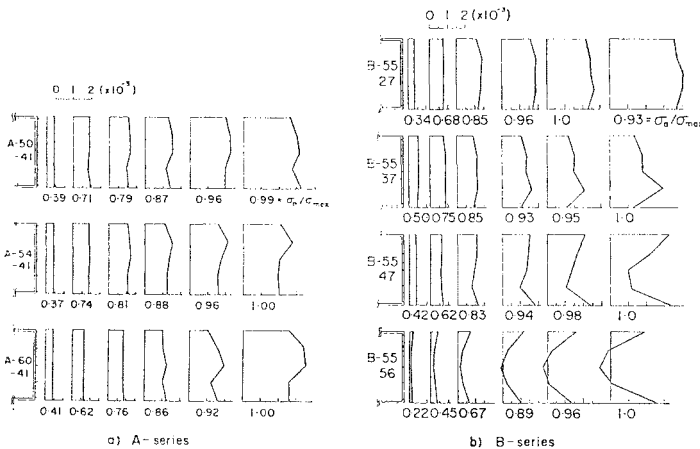 0 1 2 (x10⁻³)
A-50
-41
0·39 0·71 0·79 0·87 0·96 0·99 = σₐ/σmax
A-54
-41
0·37 0·74 0·81 0·88 0·96 1·00
A-60
-41
0·41 0·62 0·76 0·86 0·92 1·00
a) A-series
0 1 2 (x10⁻³)
B-55
27
0·34 0·68 0·85 0·96 1·0 0·93 = σₐ/σmax
B-55
37
0·50 0·75 0·85 0·93 0·95 1·0
B-55
47
0·42 0·62 0·83 0·94 0·98 1·0
B-55
56
0·22 0·45 0·67 0·89 0·96 1·0
b) B-series